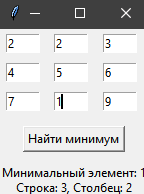 2 2 3
4 5 6
7 1 9
Найти минимум
Минимальный элемент: 1
Строка: 3, Столбец: 2